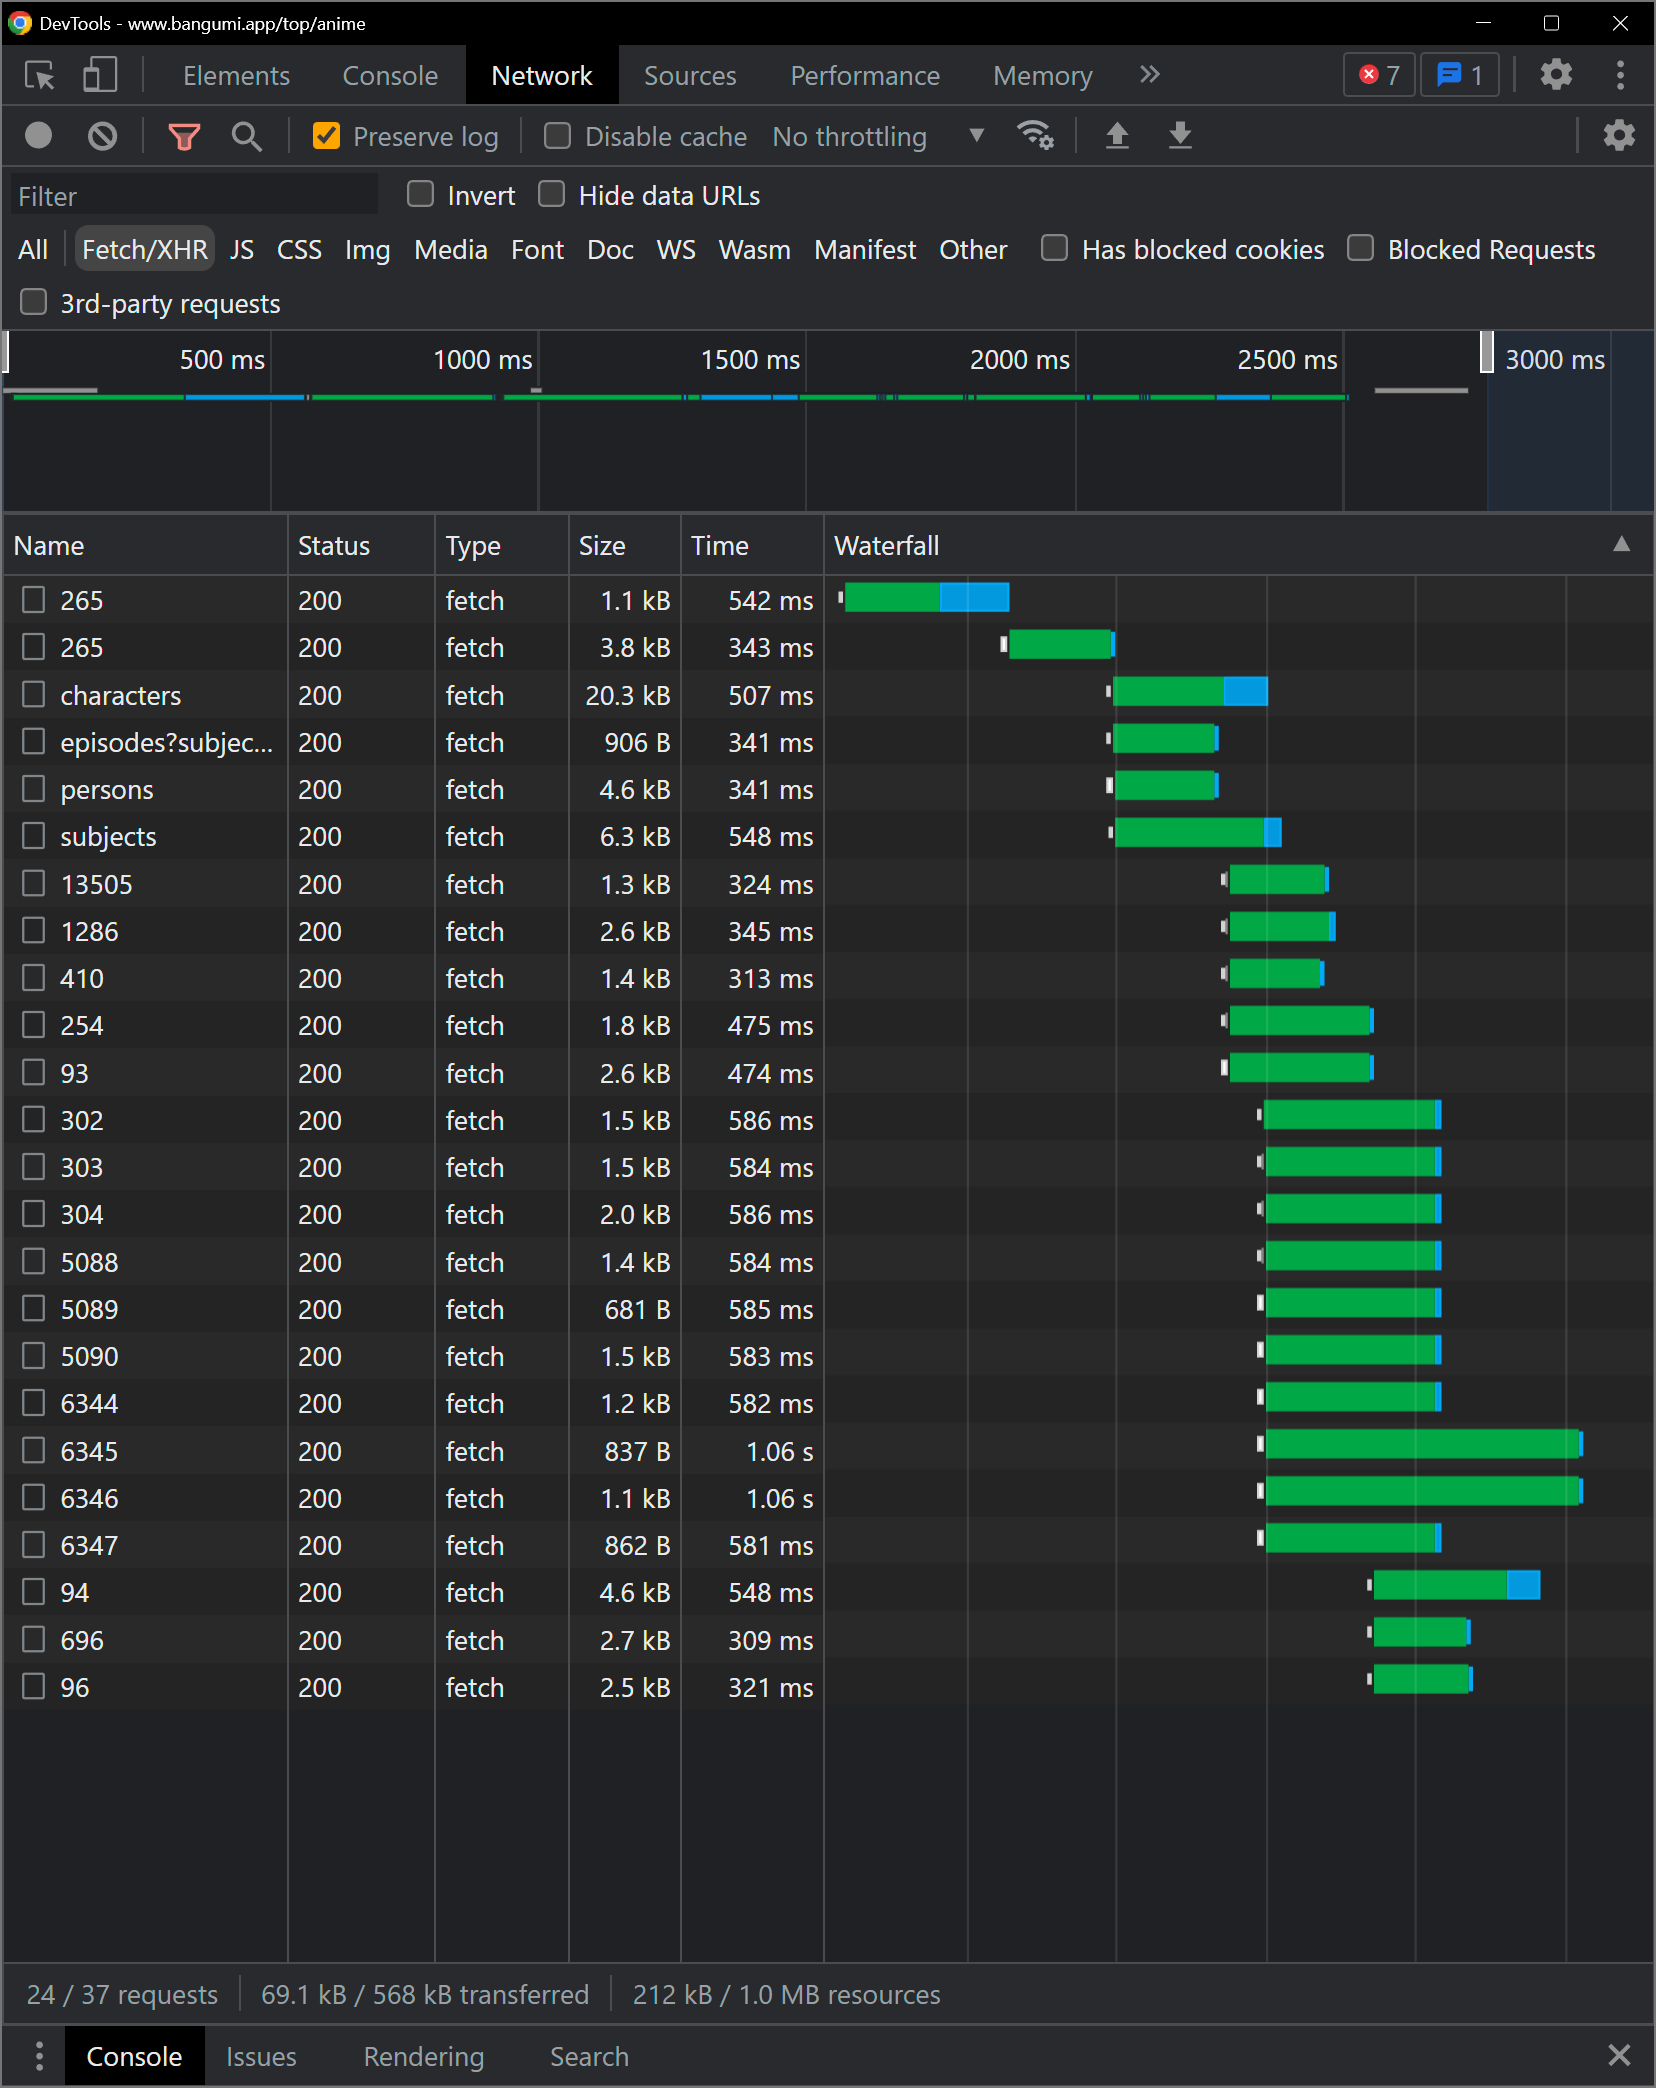 DevTools - www.bangumi.app/top/anime
Elements Console Network Sources Performance Memory 7 1
Preserve log Disable cache No throttling
Filter Invert Hide data URLs
All Fetch/XHR JS CSS Img Media Font Doc WS Wasm Manifest Other Has blocked cookies Blocked Requests
3rd-party requests
500 ms 1000 ms 1500 ms 2000 ms 2500 ms 3000 ms
Name Status Type Size Time Waterfall
265 200 fetch 1.1 kB 542 ms
265 200 fetch 3.8 kB 343 ms
characters 200 fetch 20.3 kB 507 ms
episodes?subjec... 200 fetch 906 B 341 ms
persons 200 fetch 4.6 kB 341 ms
subjects 200 fetch 6.3 kB 548 ms
13505 200 fetch 1.3 kB 324 ms
1286 200 fetch 2.6 kB 345 ms
410 200 fetch 1.4 kB 313 ms
254 200 fetch 1.8 kB 475 ms
93 200 fetch 2.6 kB 474 ms
302 200 fetch 1.5 kB 586 ms
303 200 fetch 1.5 kB 584 ms
304 200 fetch 2.0 kB 586 ms
5088 200 fetch 1.4 kB 584 ms
5089 200 fetch 681 B 585 ms
5090 200 fetch 1.5 kB 583 ms
6344 200 fetch 1.2 kB 582 ms
6345 200 fetch 837 B 1.06 s
6346 200 fetch 1.1 kB 1.06 s
6347 200 fetch 862 B 581 ms
94 200 fetch 4.6 kB 548 ms
696 200 fetch 2.7 kB 309 ms
96 200 fetch 2.5 kB 321 ms
24 / 37 requests 69.1 kB / 568 kB transferred 212 kB / 1.0 MB resources
Console Issues Rendering Search